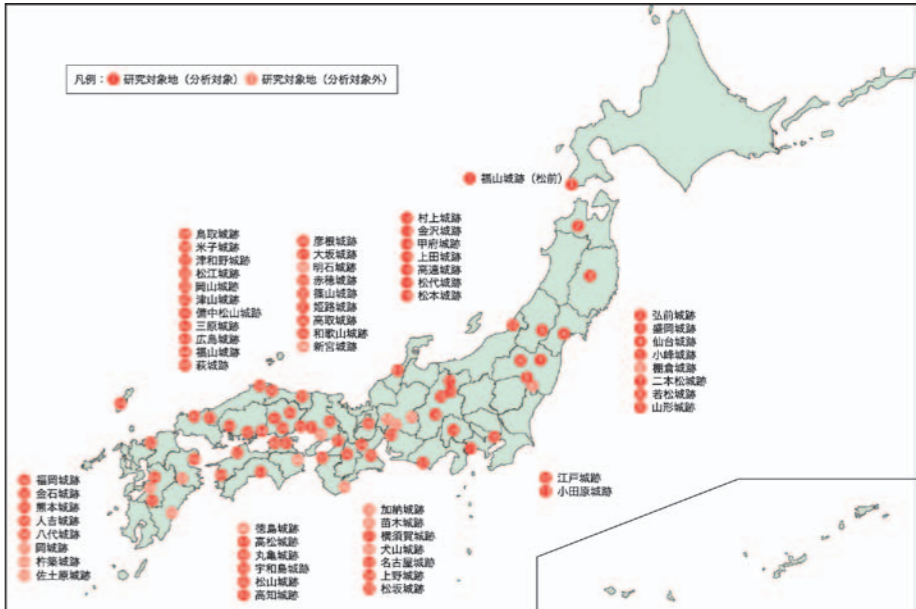 凡例：研究対象地（分析対象） 研究対象地（分析対象外）
福山城跡（松前）
鳥取城跡
米子城跡
津和野城跡
松江城跡
岡山城跡
津山城跡
備中松山城跡
三原城跡
広島城跡
福山城跡
萩城跡
彦根城跡
大坂城跡
明石城跡
赤穂城跡
篠山城跡
姫路城跡
高取城跡
和歌山城跡
新宮城跡
村上城跡
金沢城跡
甲府城跡
上田城跡
高遠城跡
松代城跡
松本城跡
弘前城跡
盛岡城跡
仙台城跡
小峰城跡
棚倉城跡
二本松城跡
若松城跡
山形城跡
江戸城跡
小田原城跡
福岡城跡
金石城跡
熊本城跡
人吉城跡
八代城跡
岡城跡
杵築城跡
佐土原城跡
徳島城跡
高松城跡
丸亀城跡
宇和島城跡
松山城跡
高知城跡
加納城跡
苗木城跡
横須賀城跡
犬山城跡
名古屋城跡
上野城跡
松坂城跡